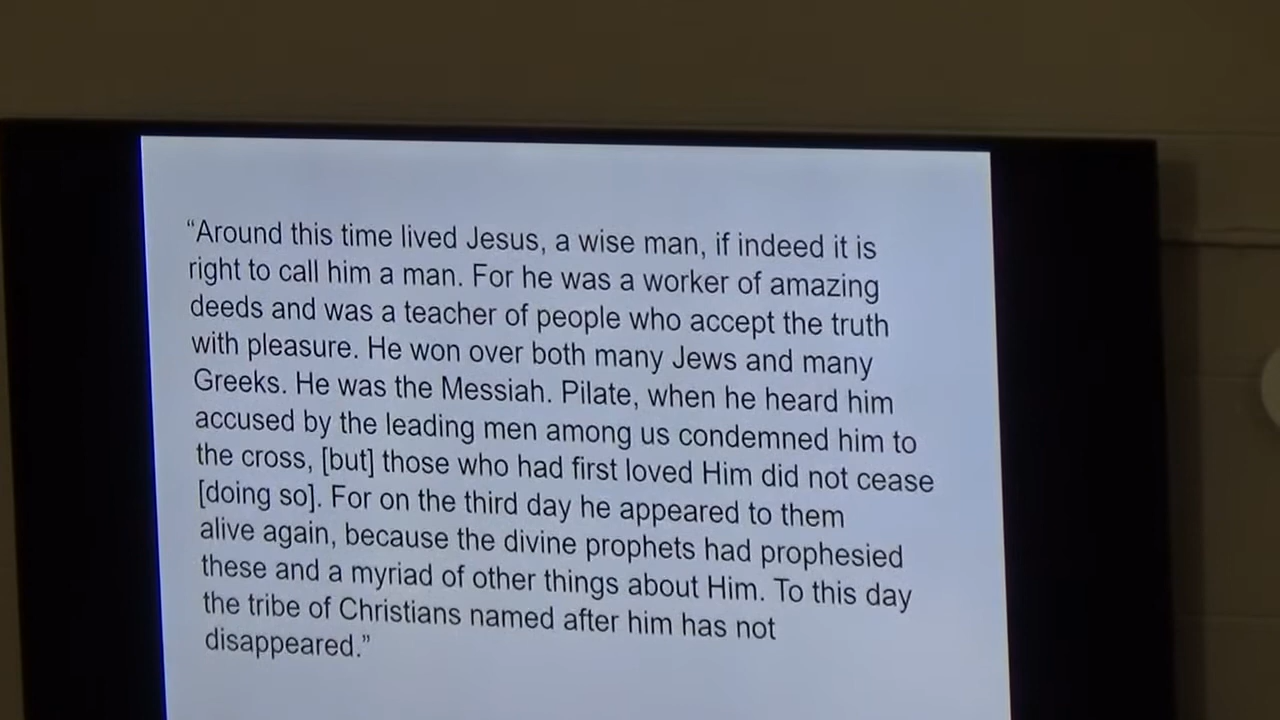 “Around this time lived Jesus, a wise man, if indeed it is
right to call him a man. For he was a worker of amazing
deeds and was a teacher of people who accept the truth
with pleasure. He won over both many Jews and many
Greeks. He was the Messiah. Pilate, when he heard him
accused by the leading men among us condemned him to
the cross, [but] those who had first loved Him did not cease
[doing so]. For on the third day he appeared to them
alive again, because the divine prophets had prophesied
these and a myriad of other things about Him. To this day
the tribe of Christians named after him has not
disappeared.”